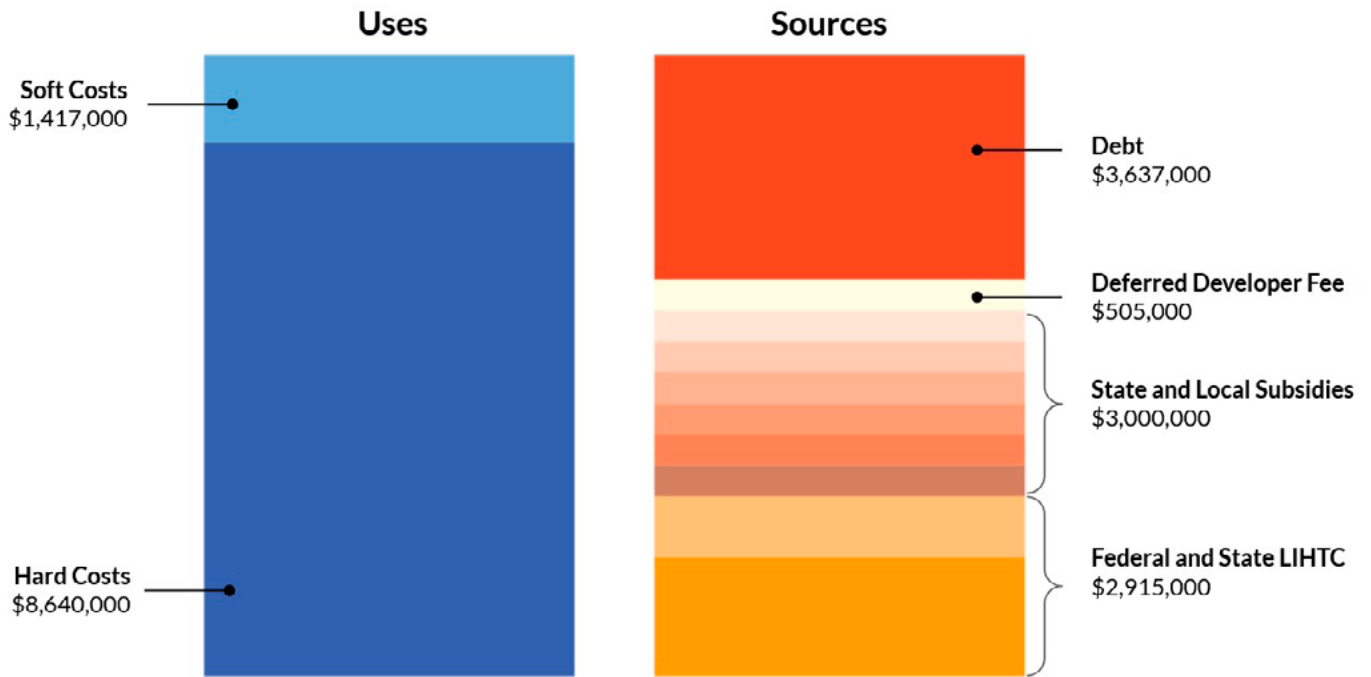 Uses
Sources
Soft Costs
$1,417,000
Hard Costs
$8,640,000
Debt
$3,637,000
Deferred Developer Fee
$505,000
State and Local Subsidies
$3,000,000
Federal and State LIHTC
$2,915,000